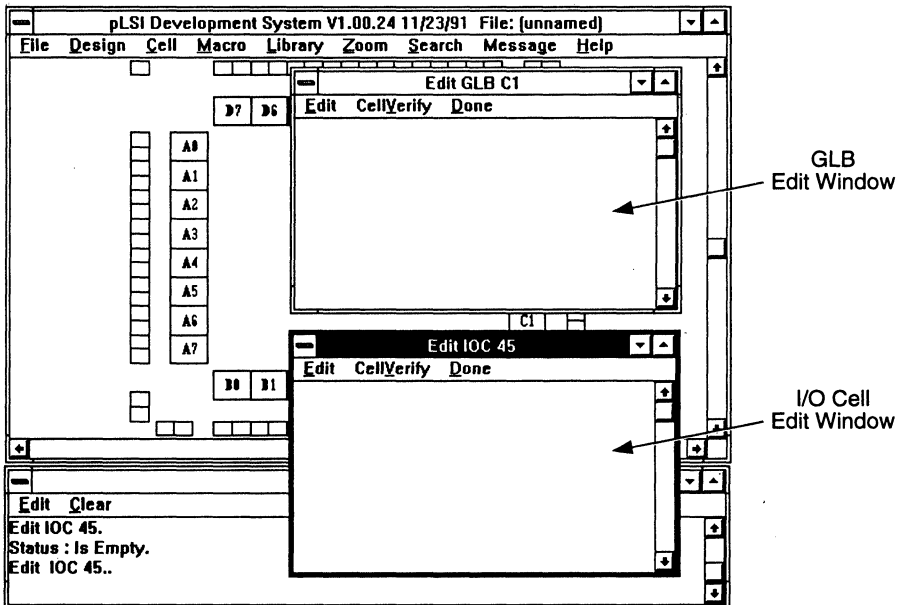 pLSI Development System V1.00.24 11/23/91 File: (unnamed)
File Design Cell Macro Library Zoom Search Message Help
Edit GLB C1
Edit CellVerify Done
D7 D6
A0
A1
A2
A3
A4
A5
A6
A7
GLB
Edit Window
C1
Edit IOC 45
Edit CellVerify Done
B0 B1
I/O Cell
Edit Window
Edit Clear
Edit IOC 45.
Status : Is Empty.
Edit IOC 45..